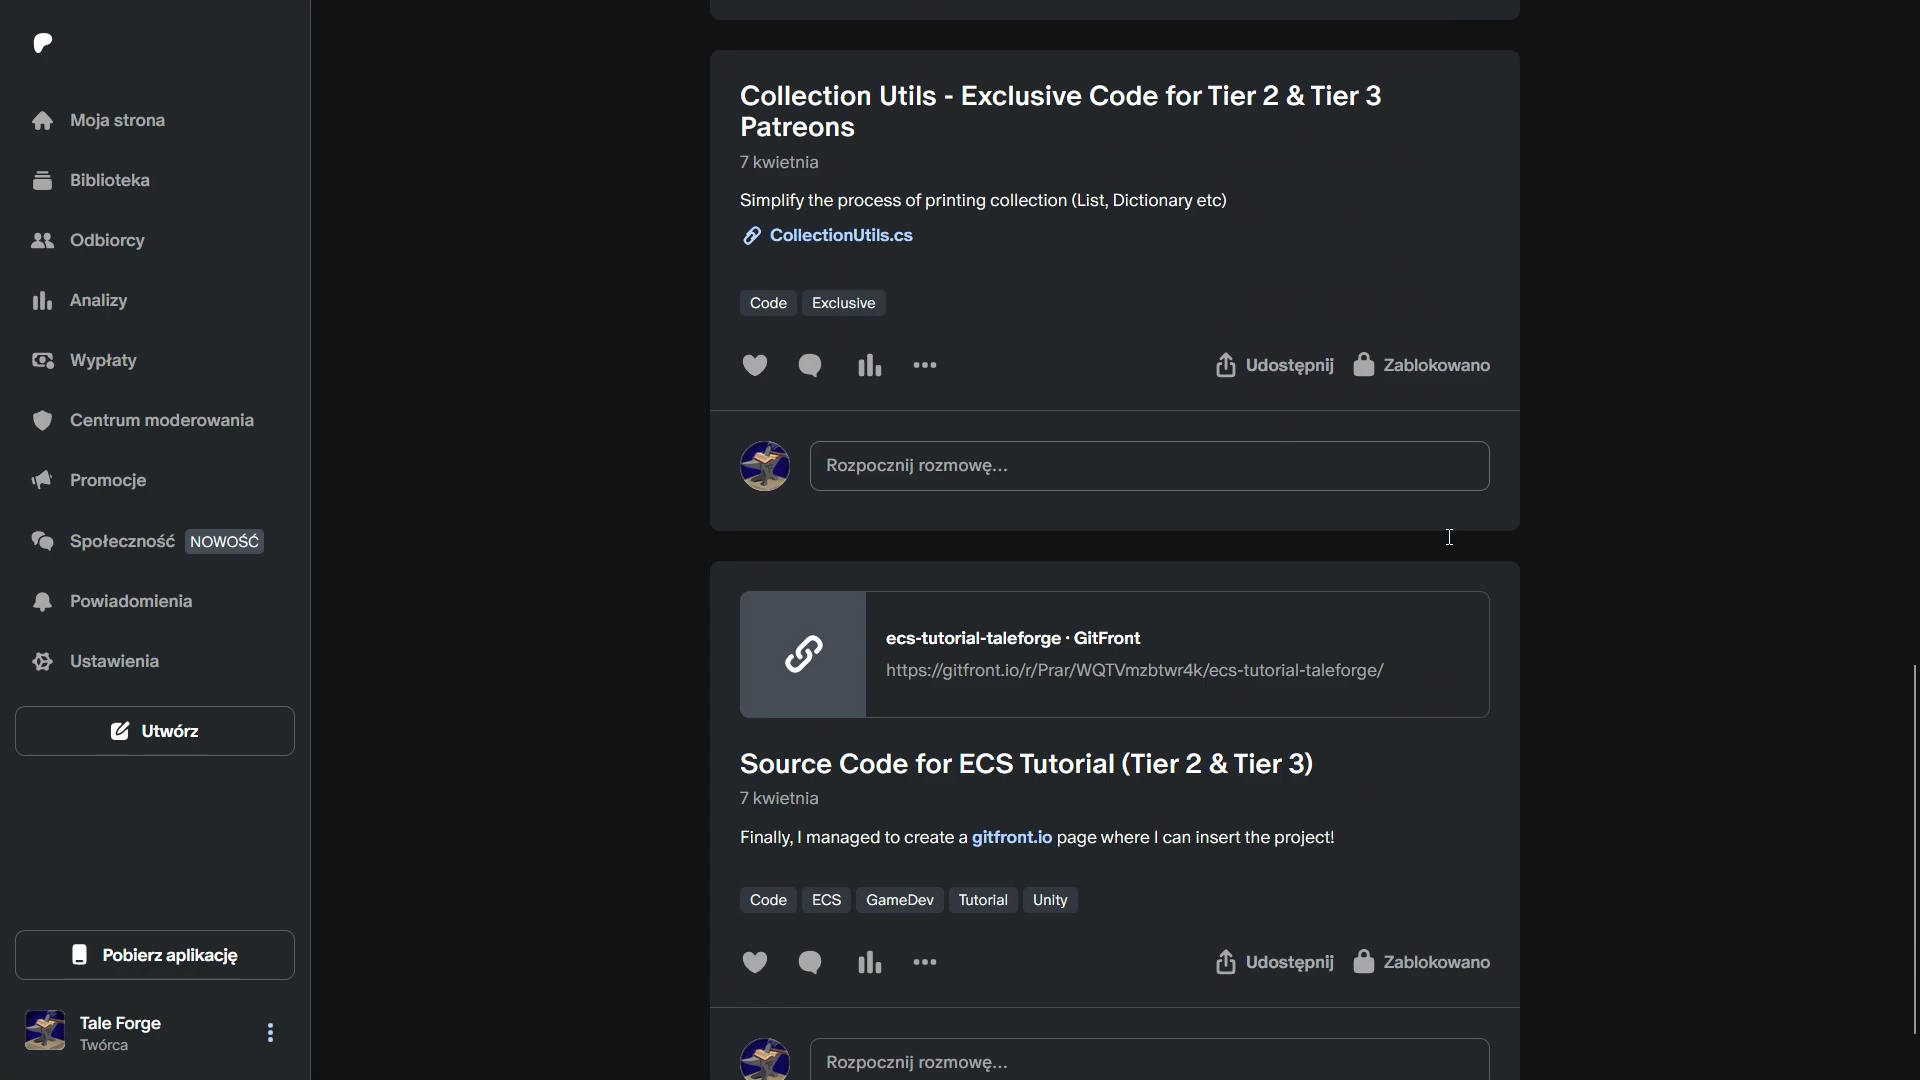 Moja strona
Biblioteka
Odbiorcy
Analizy
Wypłaty
Centrum moderowania
Promocje
Społeczność NOWOŚĆ
Powiadomienia
Ustawienia
Utwórz
Pobierz aplikację
Tale Forge
Twórca
Collection Utils - Exclusive Code for Tier 2 & Tier 3
Patreons
7 kwietnia
Simplify the process of printing collection (List, Dictionary etc)
CollectionUtils.cs
Code Exclusive
Udostępnij Zablokowano
Rozpocznij rozmowę...
ecs-tutorial-taleforge · GitFront
https://gitfront.io/r/Prar/WQTVmzbtwr4k/ecs-tutorial-taleforge/
Source Code for ECS Tutorial (Tier 2 & Tier 3)
7 kwietnia
Finally, I managed to create a gitfront.io page where I can insert the project!
Code ECS GameDev Tutorial Unity
Udostępnij Zablokowano
Rozpocznij rozmowę...